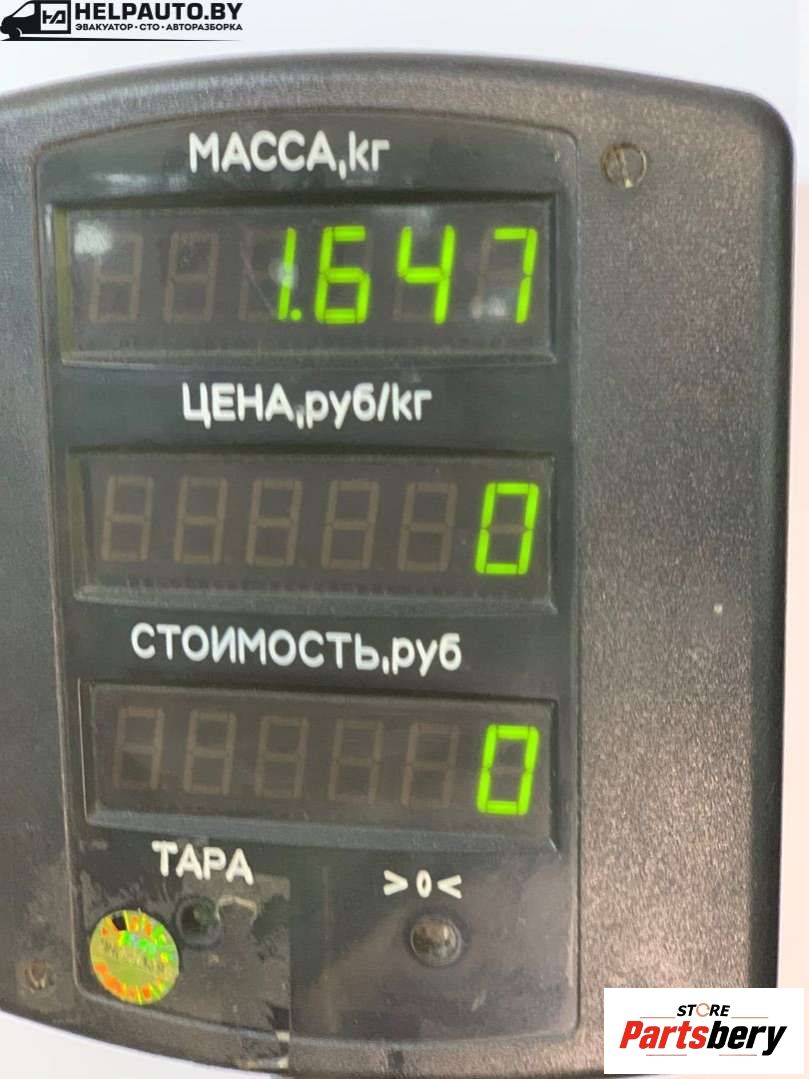 HELPAUTO.BY
ЭВАКУАТОР • СТО • АВТОРАЗБОРКА
МАССА,кг
1.647
ЦЕНА,руб/кг
0
СТОИМОСТЬ,руб
0
ТАРА
>0<
STORE
Partsbery